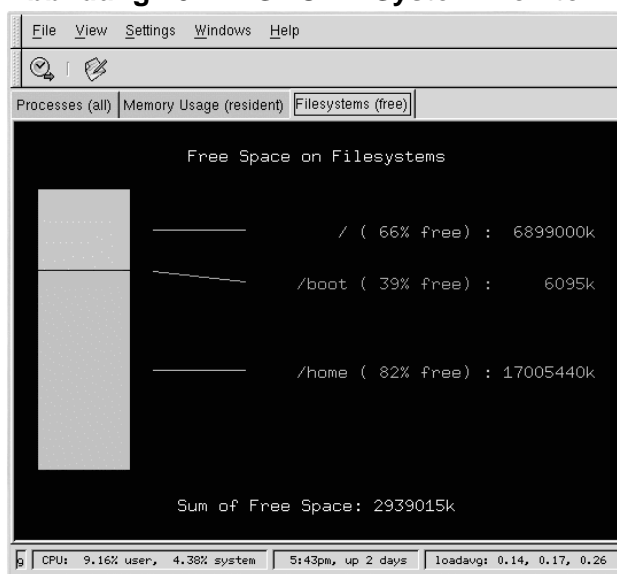 File View Settings Windows Help
Processes (all) Memory Usage (resident) Filesystems (free)
Free Space on Filesystems
/ ( 66% free) : 6899000k
/boot ( 39% free) : 6095k
/home ( 82% free) : 17005440k
Sum of Free Space: 2939015k
g CPU: 9.16% user, 4.38% system 5:43pm, up 2 days loadavg: 0.14, 0.17, 0.26